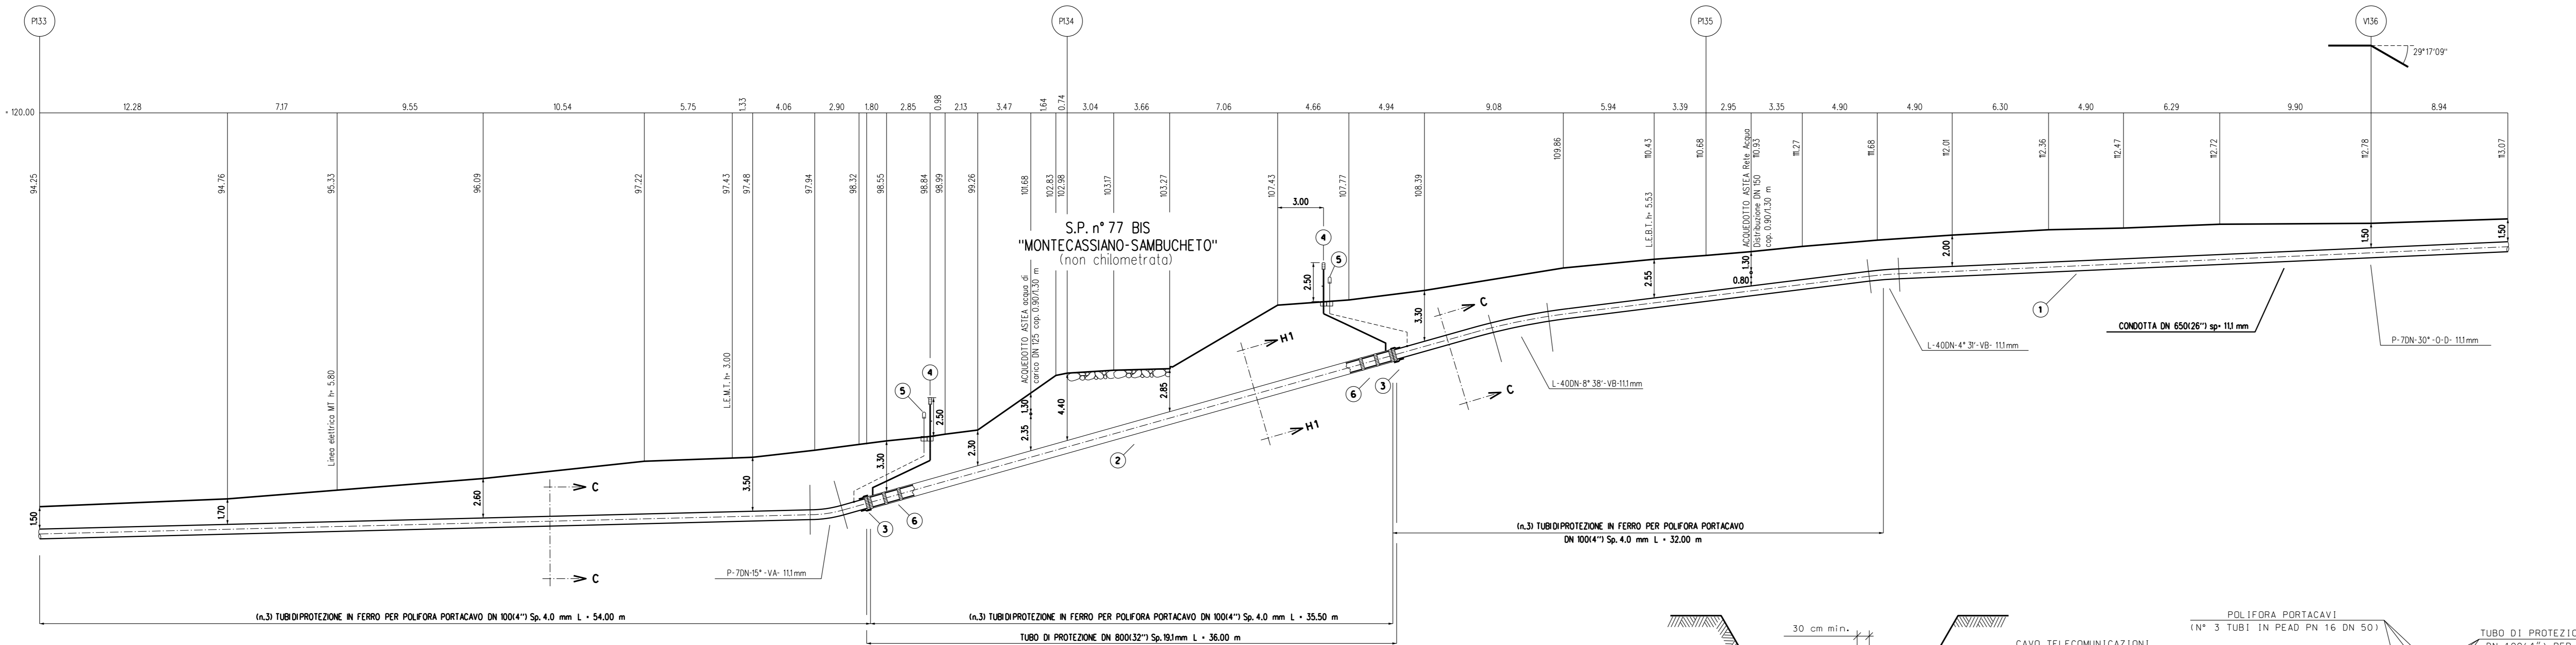 P133
P134
P135
V136
29°17'09"
+ 120.00
12.28
7.17
9.55
10.54
5.75
1.33
4.06
2.90
1.80
2.85
0.98
2.13
3.47
1.64
0.74
3.04
3.66
7.06
4.66
4.94
9.08
5.94
3.39
2.95
3.35
4.90
4.90
6.30
4.90
6.29
9.90
8.94
94.25
94.76
95.33
96.09
97.22
97.43
97.48
97.94
98.32
98.55
98.84
98.99
99.26
101.68
102.83
102.98
103.17
103.27
107.43
107.77
108.39
109.86
110.43
110.68
110.93
111.27
111.68
112.01
112.36
112.47
112.72
112.78
113.07
Linea elettrica MT h= 5.80
L.E.M.T. h= 3.00
ACQUEDOTTO ASTEA acqua di
carico DN 125 cop. 0.90/1.30 m
S.P. n° 77 BIS
"MONTECASSIANO-SAMBUCHETO"
(non chilometrata)
L.E.B.T. h= 5.53
ACQUEDOTTO ASTEA Rete Acqua
Distribuzione DN 150
cop. 0.90/1.30 m
3.00
4
5
2.50
4
5
2.50
1.50
1.70
2.60
3.50
3.30
2.30
1.30
2.35
4.40
2.85
3.30
2.55
1.30
0.80
2.00
1.50
1.50
C
C
H1
H1
C
C
3
6
2
6
3
1
CONDOTTA DN 650(26") sp= 11.1 mm
P-7DN-30°-O-D- 11.1mm
L-40DN-4° 31'-VB- 11.1mm
L-40DN-8° 38'-VB-11.1mm
P-7DN-15° -VA- 11.1mm
(n.3) TUBI DI PROTEZIONE IN FERRO PER POLIFORA PORTACAVO
DN 100(4") Sp. 4.0 mm L = 32.00 m
(n.3) TUBI DI PROTEZIONE IN FERRO PER POLIFORA PORTACAVO DN 100(4") Sp. 4.0 mm L = 54.00 m
(n.3) TUBI DI PROTEZIONE IN FERRO PER POLIFORA PORTACAVO DN 100(4") Sp. 4.0 mm L = 35.50 m
TUBO DI PROTEZIONE DN 800(32") Sp. 19.1mm L = 36.00 m
30 cm min.
POLIFORA PORTACAVI
(N° 3 TUBI IN PEAD PN 16 DN 50)